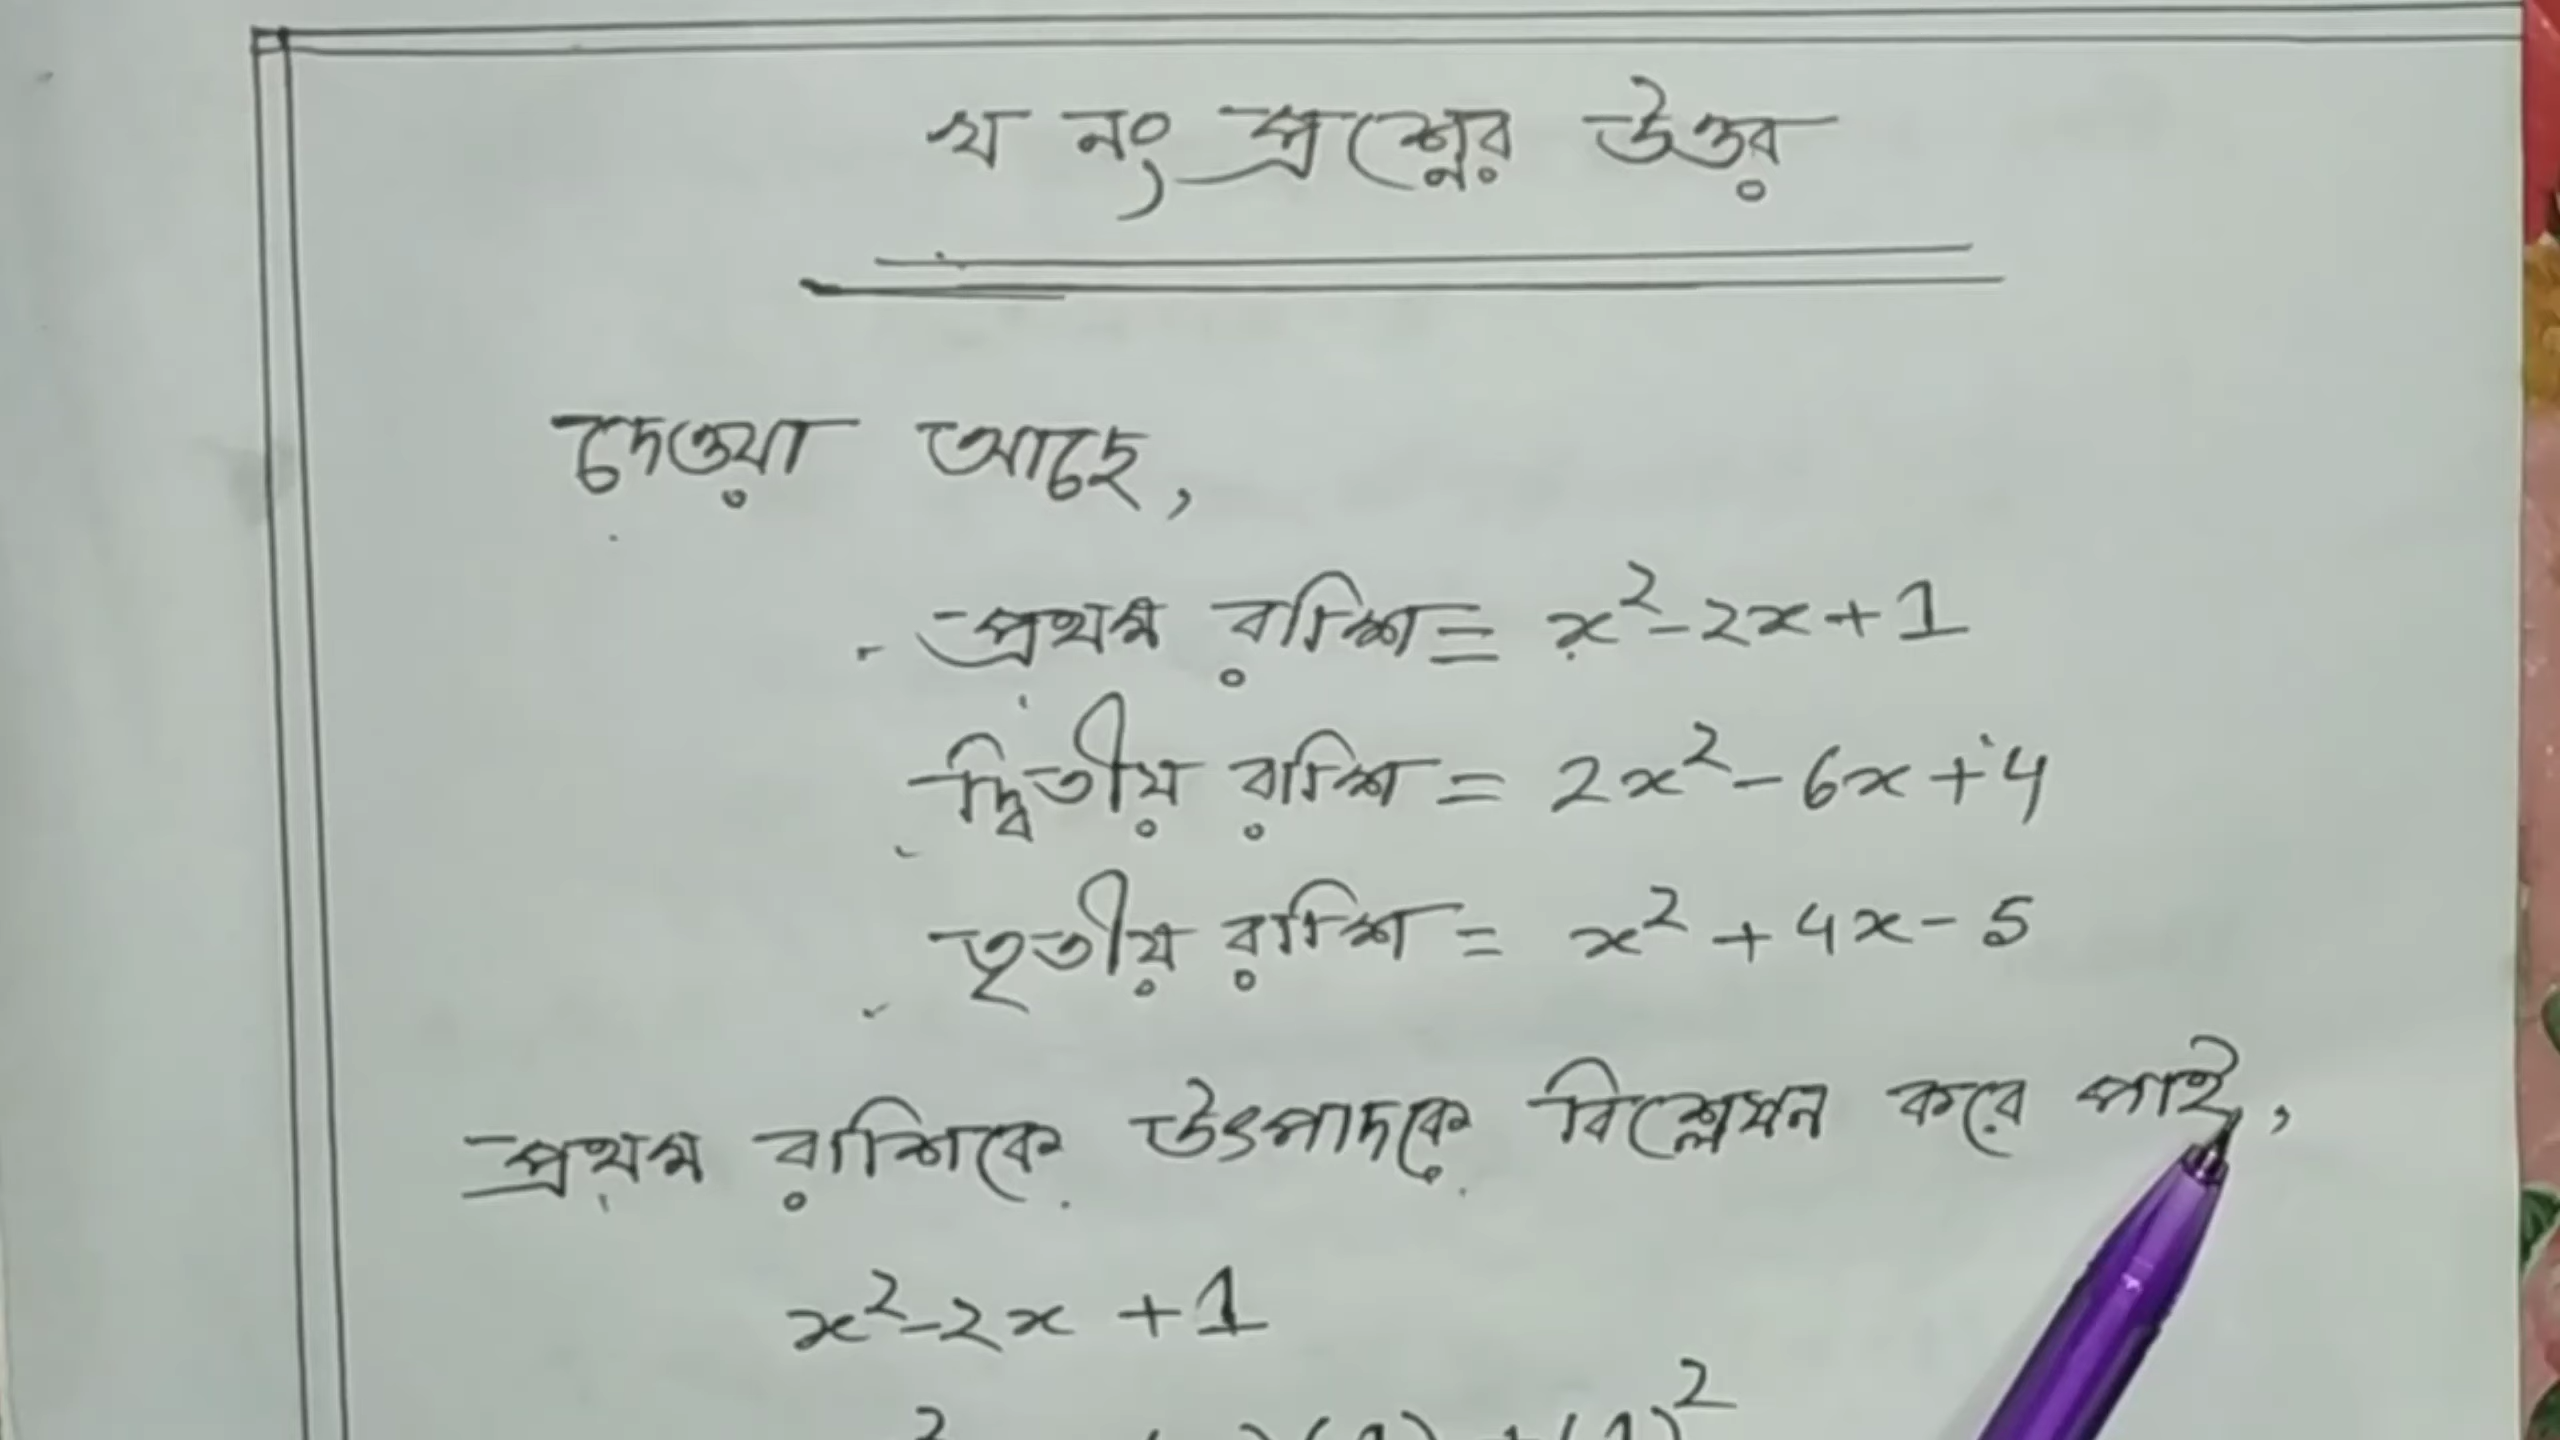 খ নং প্রশ্নের উত্তর
দেওয়া আছে,
প্রথম রাশি = x² - 2x + 1
দ্বিতীয় রাশি = 2x² - 6x + 4
তৃতীয় রাশি = x² + 4x - 5
প্রথম রাশিকে উৎপাদকে বিশ্লেষন করে পাই,
x² - 2x + 1